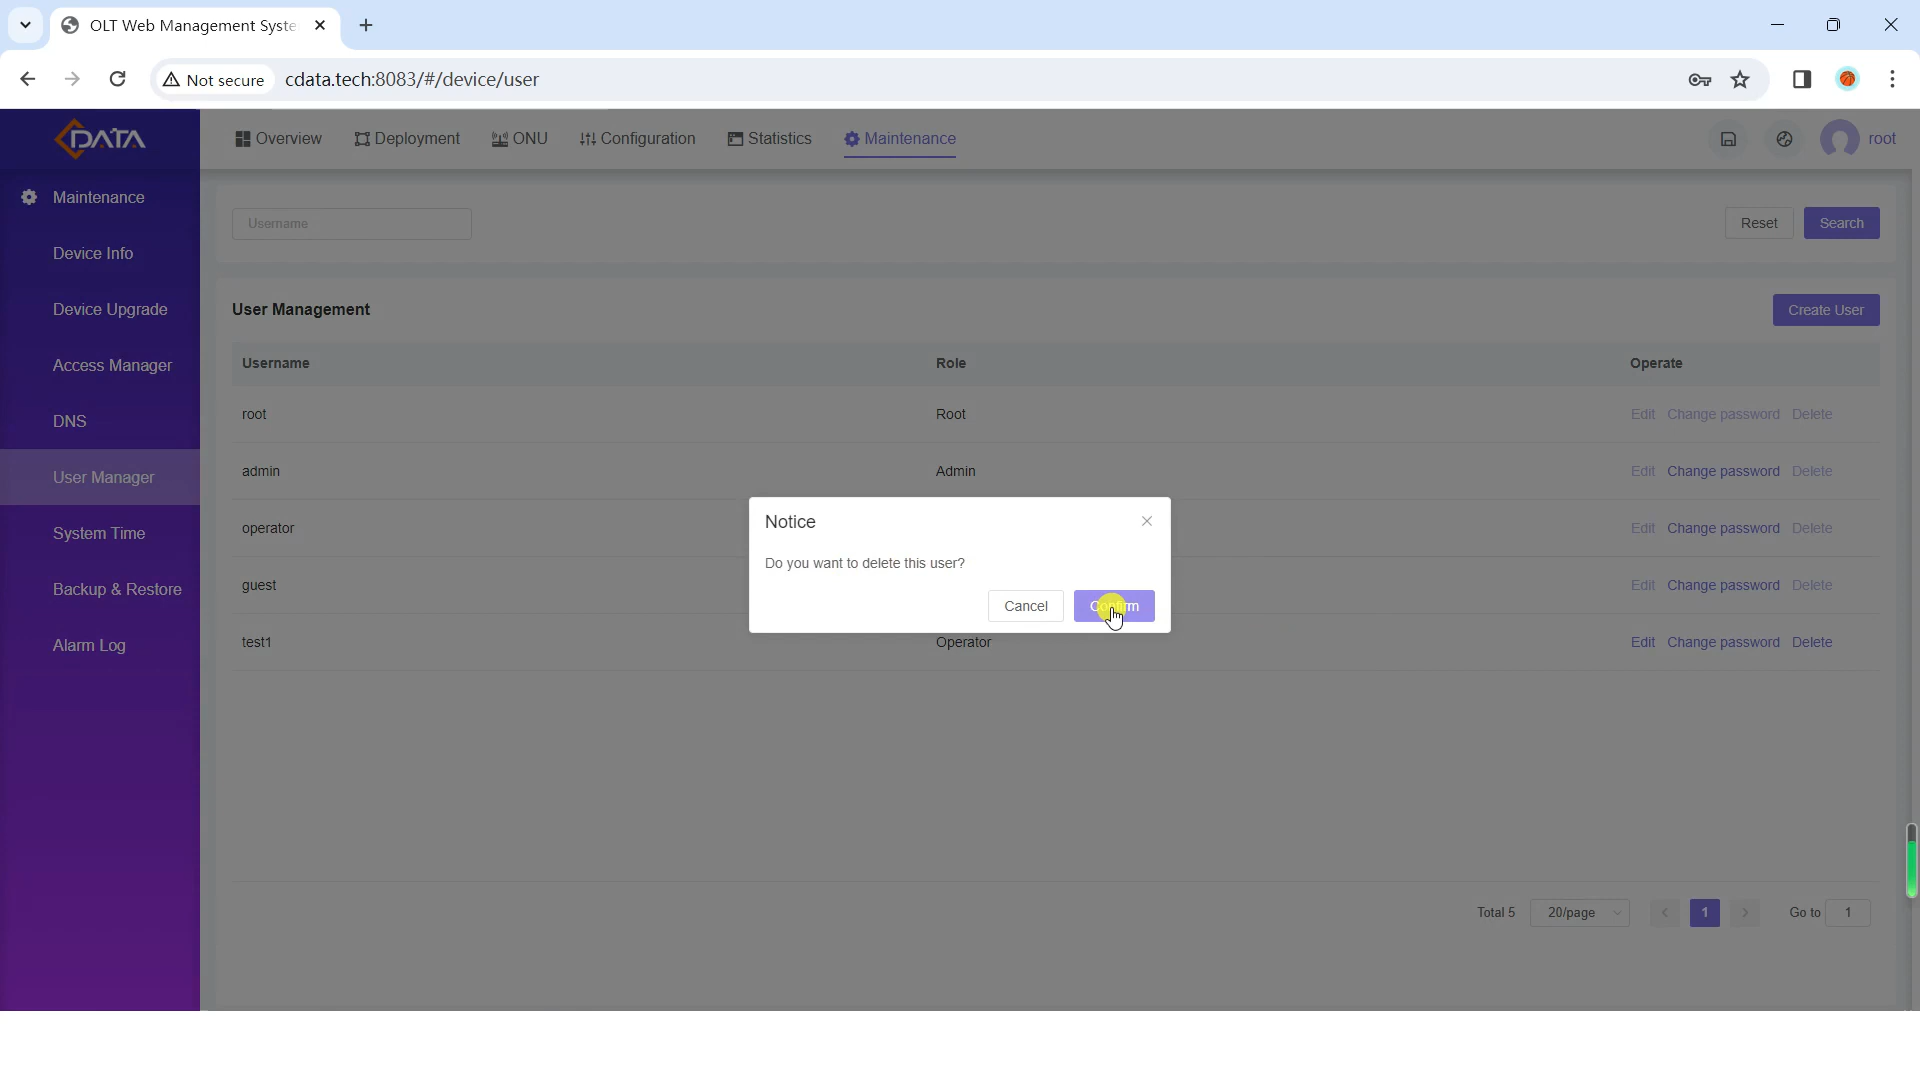 OLT Web Management Syste
Not secure
cdata.tech:8083/#/device/user
DATA
Overview
Deployment
ONU
Configuration
Statistics
Maintenance
root
Maintenance
Device Info
Device Upgrade
Access Manager
DNS
User Manager
System Time
Backup & Restore
Alarm Log
Username
Reset
Search
User Management
Create User
Username Role Operate
root Root Edit Change password Delete
admin Admin Edit Change password Delete
operator Edit Change password Delete
guest Edit Change password Delete
test1 Operator Edit Change password Delete
Notice
Do you want to delete this user?
Cancel
Confirm
Total 5
20/page
1
Go to 1